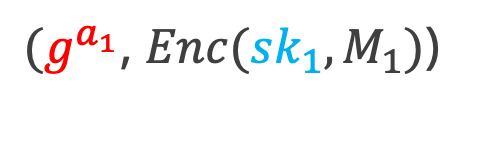 (g^{a_1}, Enc(sk_1, M_1))